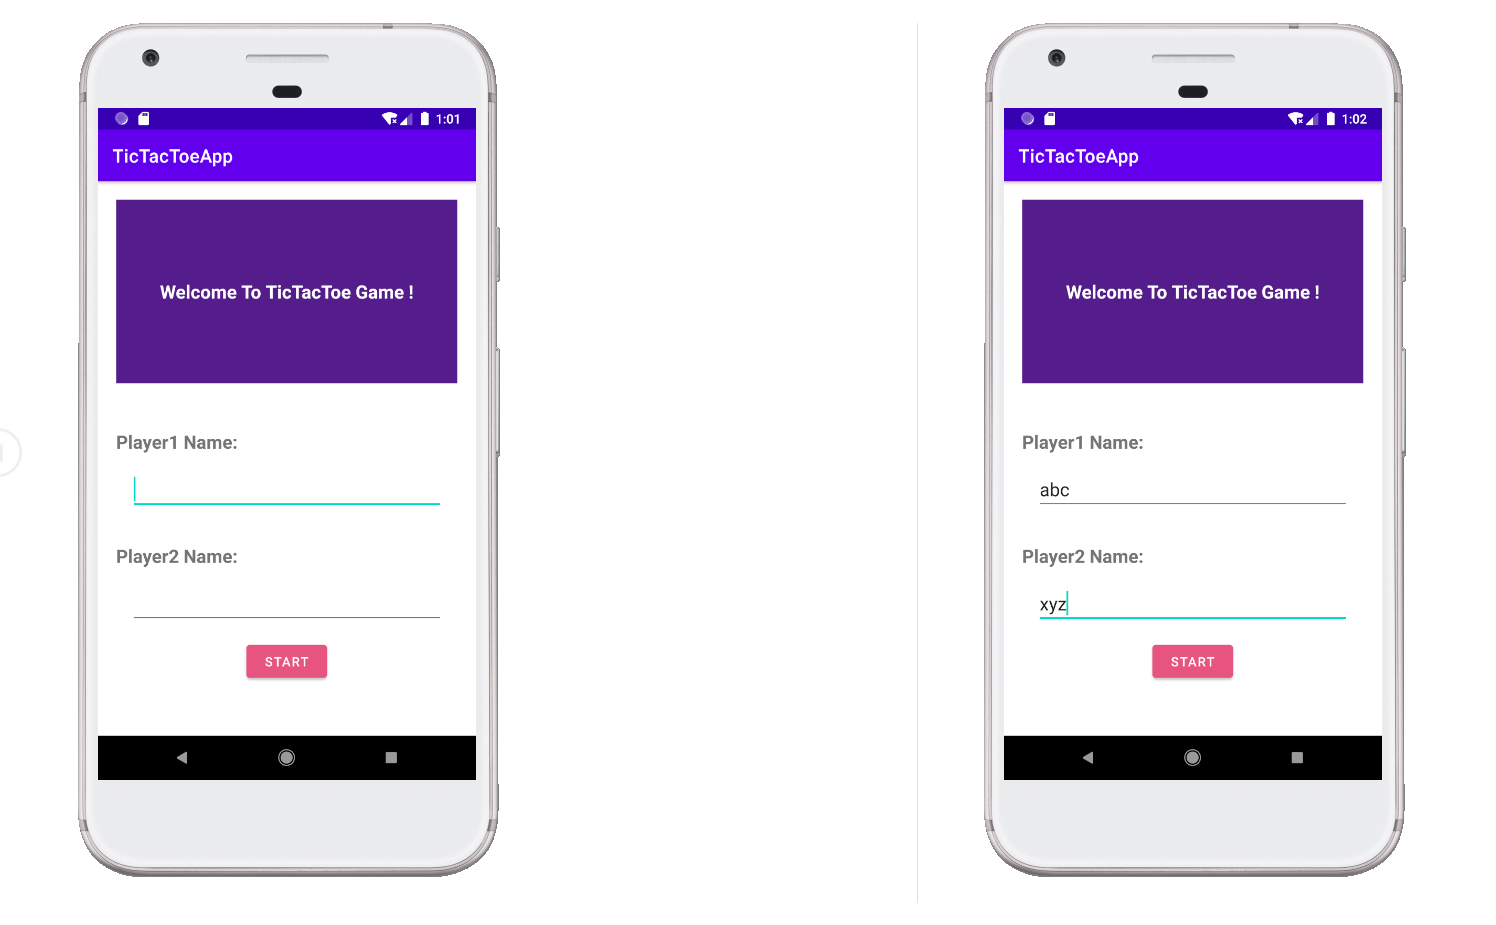 1:01
TicTacToeApp
Welcome To TicTacToe Game !
Player1 Name:
Player2 Name:
START
1:02
TicTacToeApp
Welcome To TicTacToe Game !
Player1 Name:
abc
Player2 Name:
xyz
START